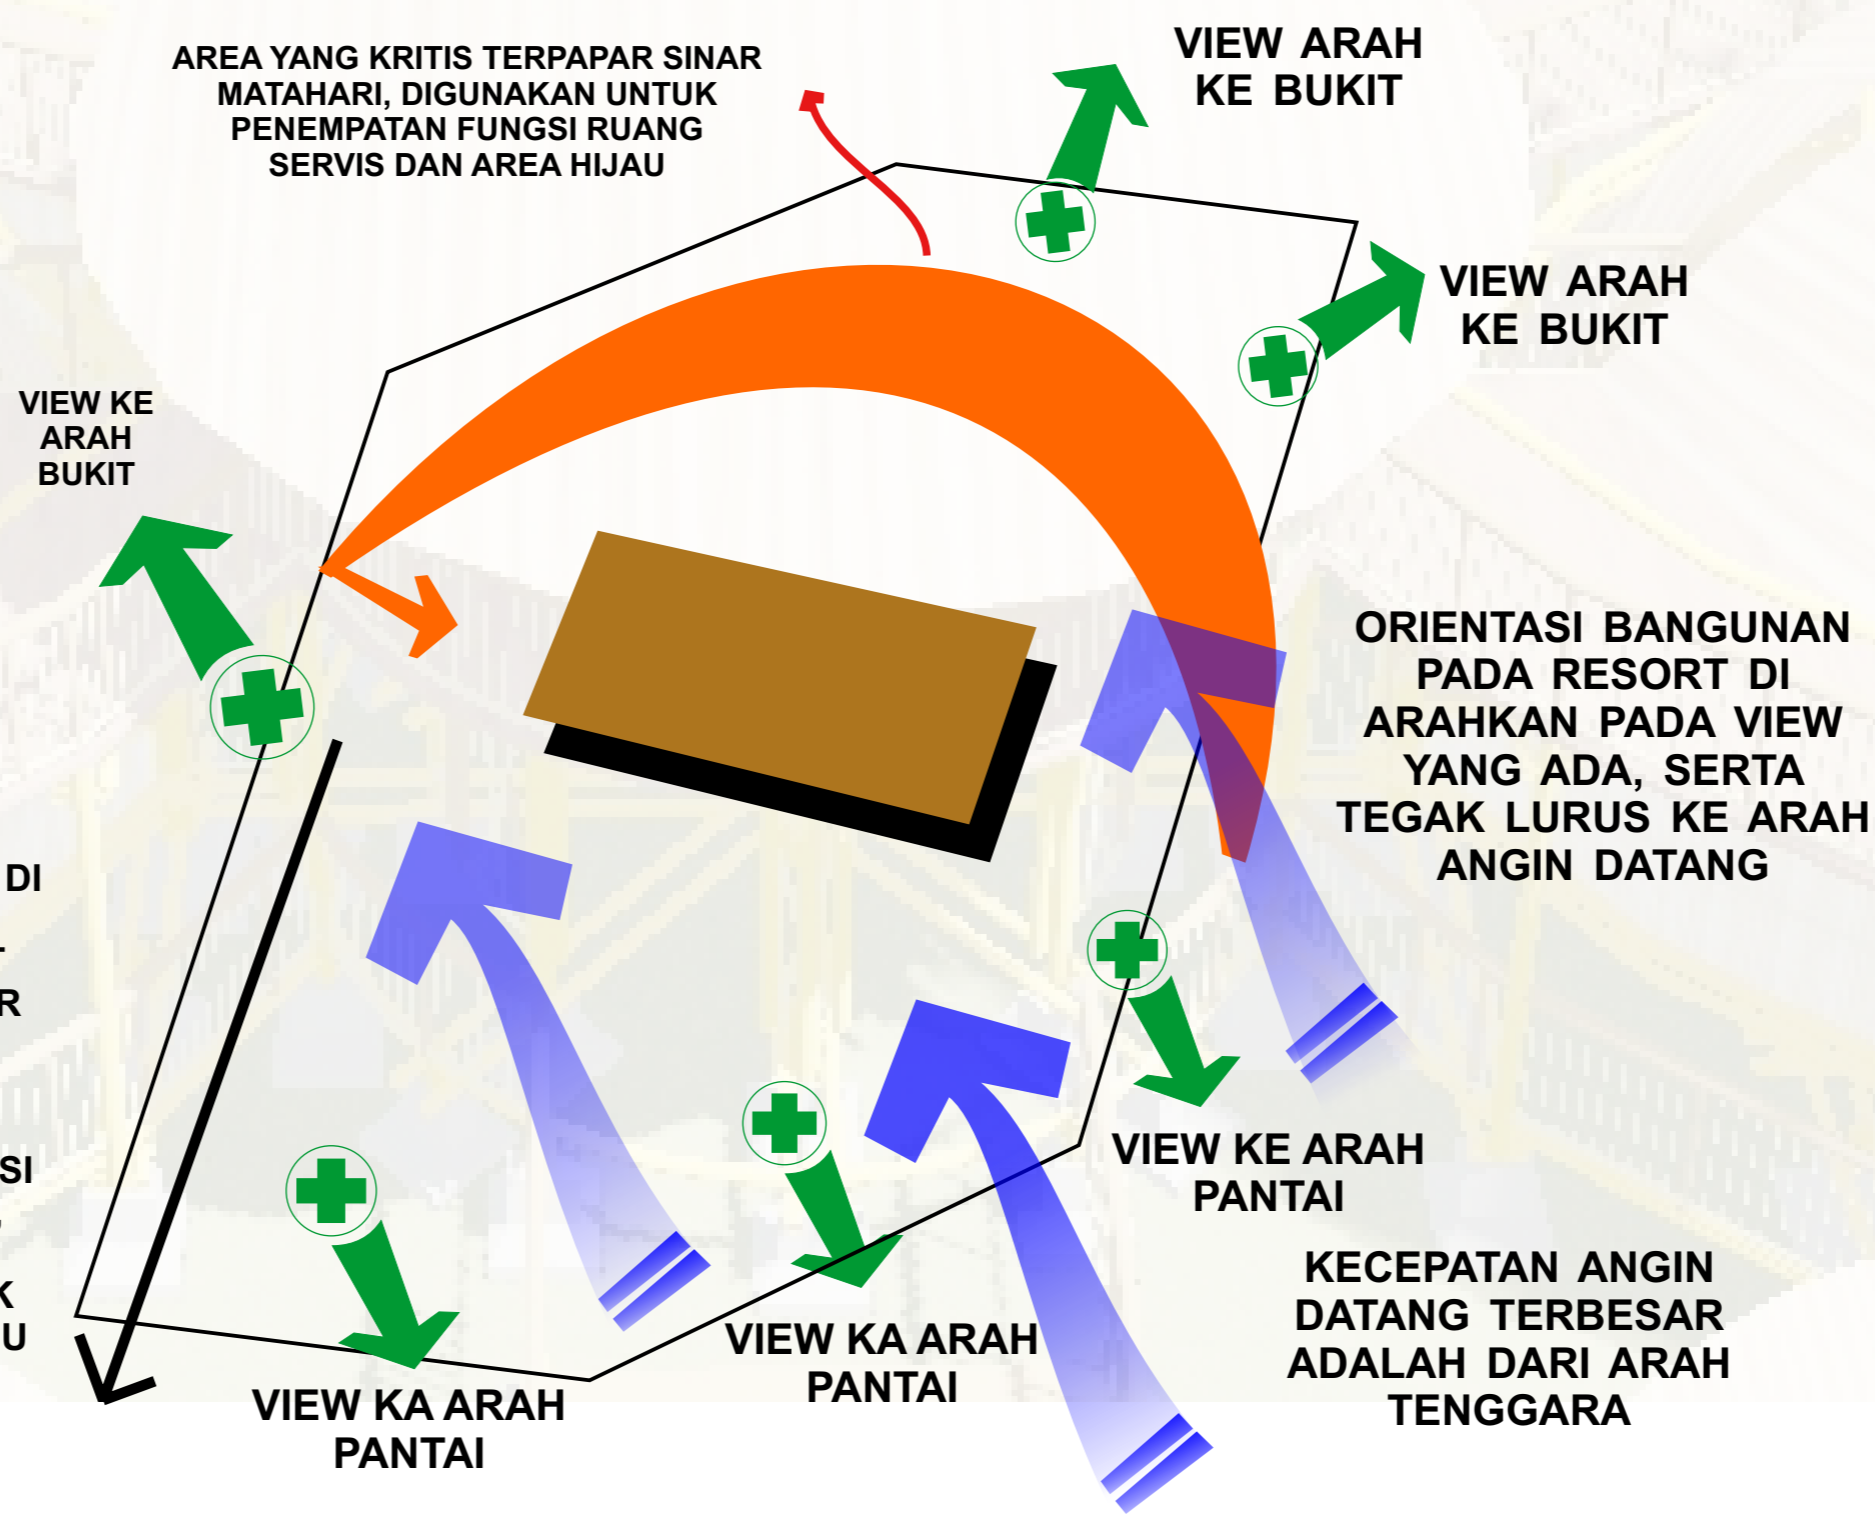 AREA YANG KRITIS TERPAPAR SINAR
MATAHARI, DIGUNAKAN UNTUK
PENEMPATAN FUNGSI RUANG
SERVIS DAN AREA HIJAU
VIEW ARAH
KE BUKIT
VIEW ARAH
KE BUKIT
VIEW KE
ARAH
BUKIT
ORIENTASI BANGUNAN
PADA RESORT DI
ARAHKAN PADA VIEW
YANG ADA, SERTA
TEGAK LURUS KE ARAH
ANGIN DATANG
DI
R
SI
K
U
VIEW KE ARAH
PANTAI
VIEW KA ARAH
PANTAI
VIEW KA ARAH
PANTAI
KECEPATAN ANGIN
DATANG TERBESAR
ADALAH DARI ARAH
TENGGARA